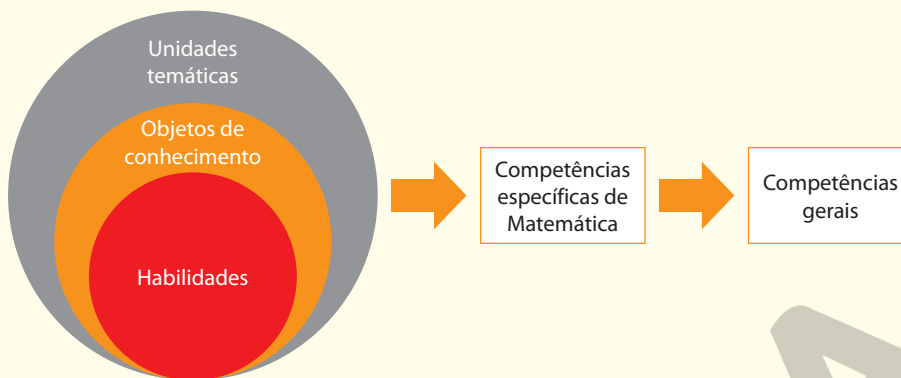 Unidades
temáticas
Objetos de
conhecimento
Habilidades
Competências
específicas de
Matemática
Competências
gerais